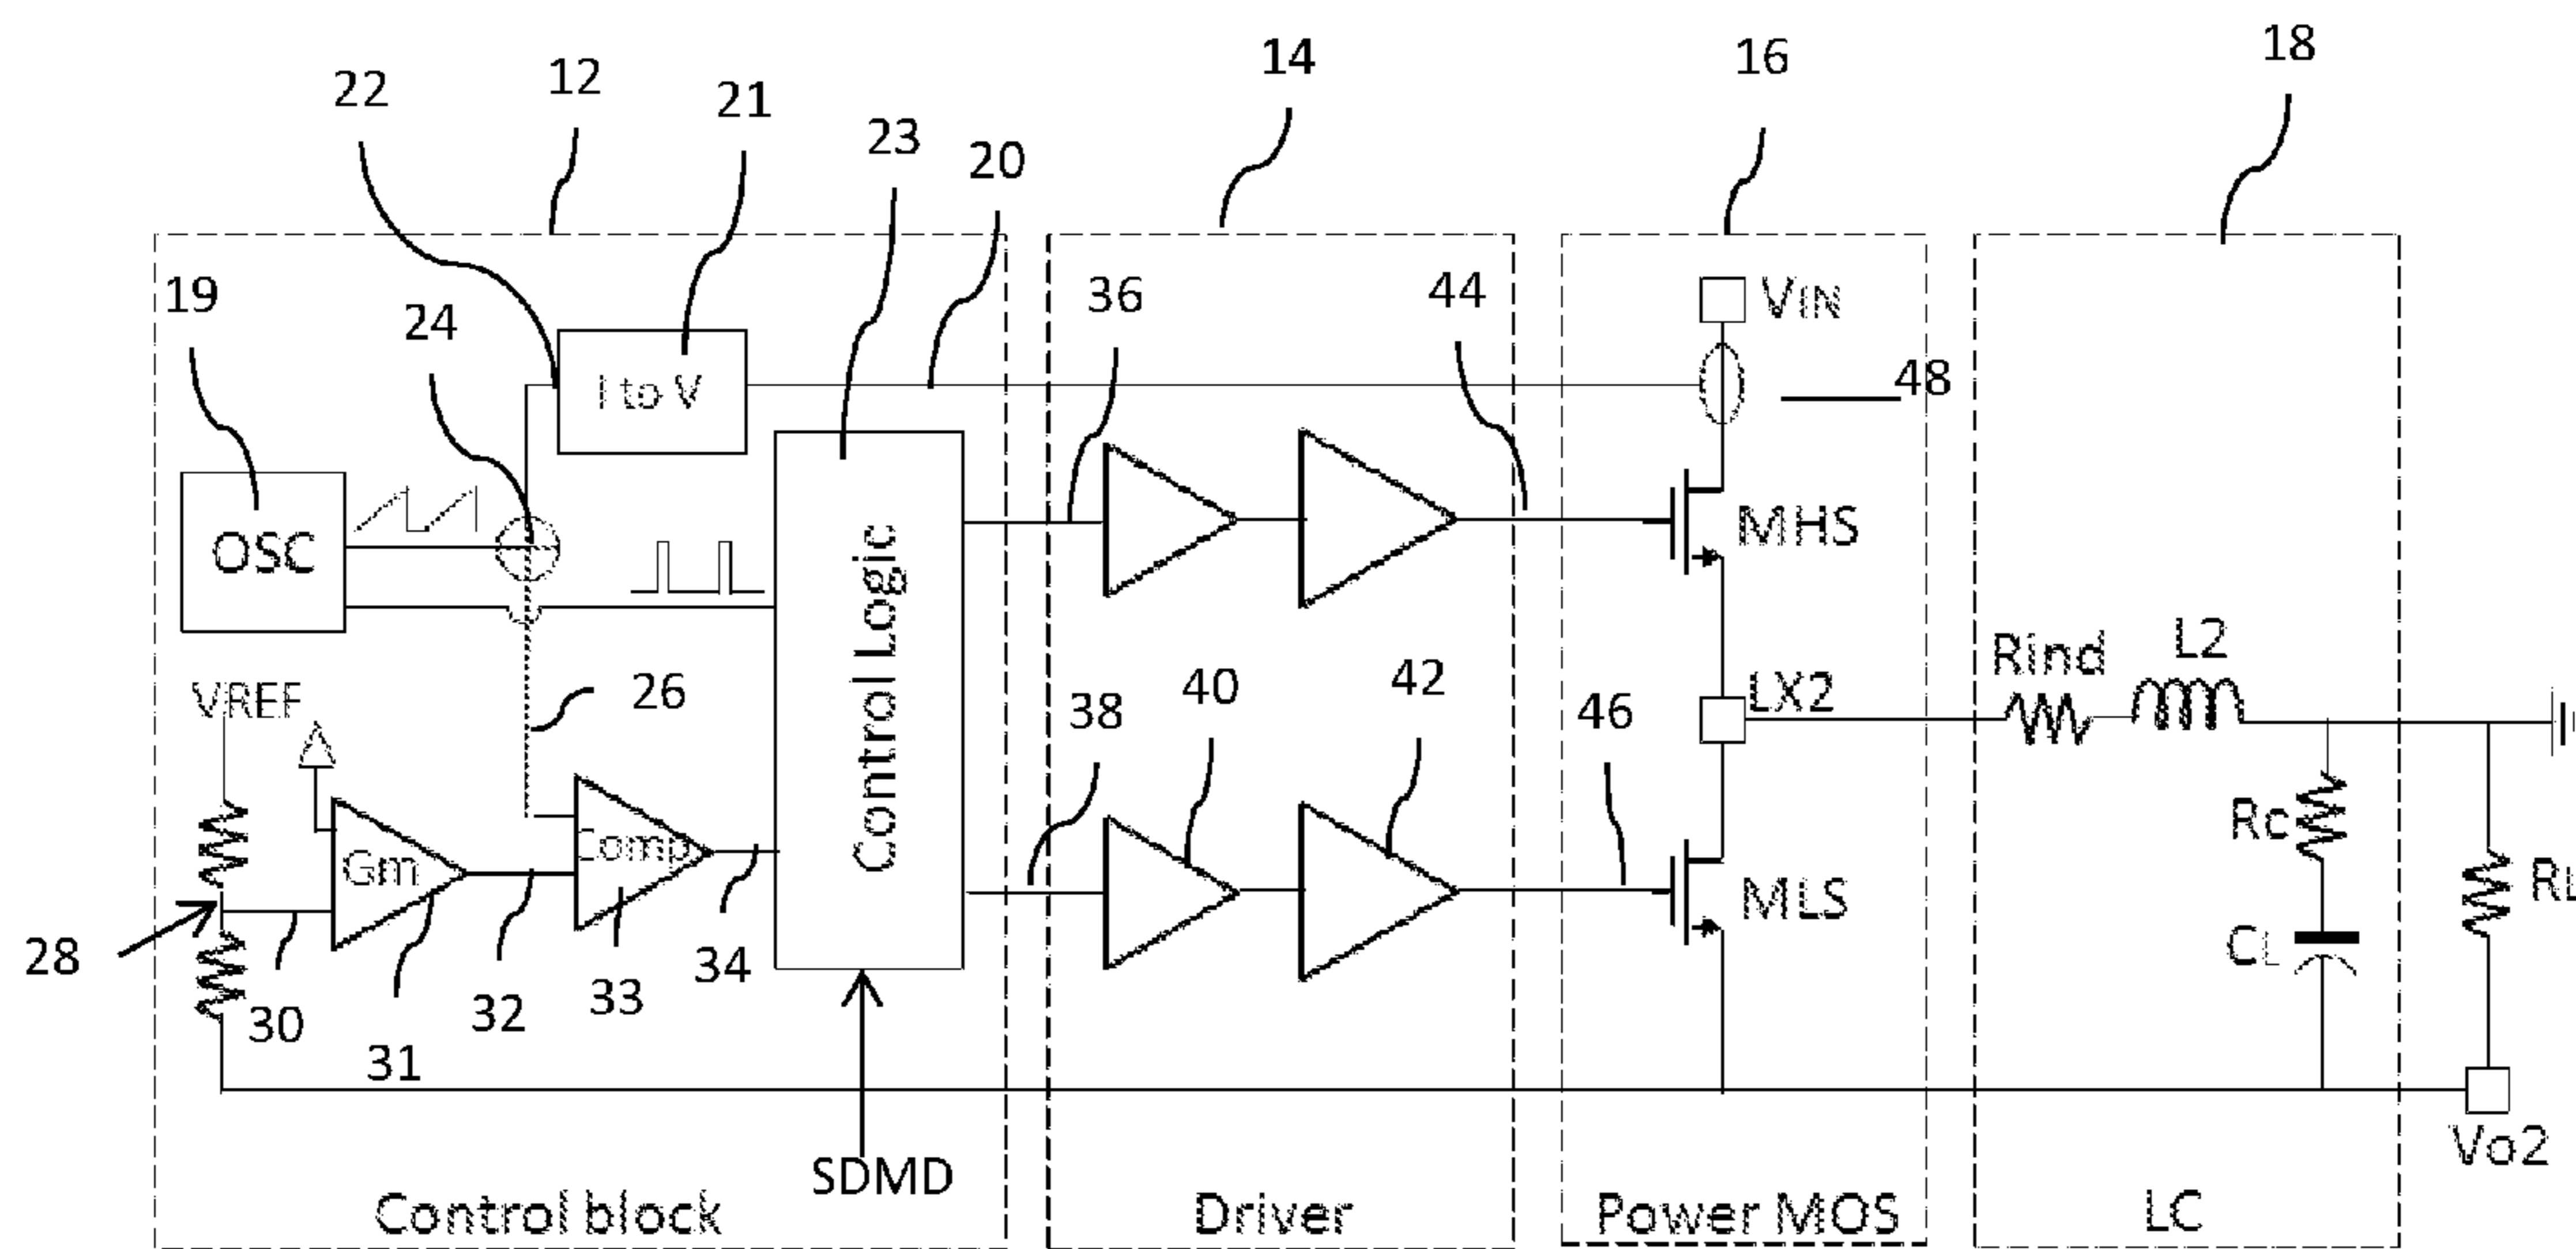 14
16
18
12
22
21
23
20
19
24
36
44
VIN
I to V
48
OSC
MHS
Control Logic
Rind
L2
VREF
26
38
40
42
46
LX2
Gm
Comp
MLS
Rc
RL
28
CL
34
30
32
33
31
Vo2
SDMD
Control block
Driver
Power MOS
LC